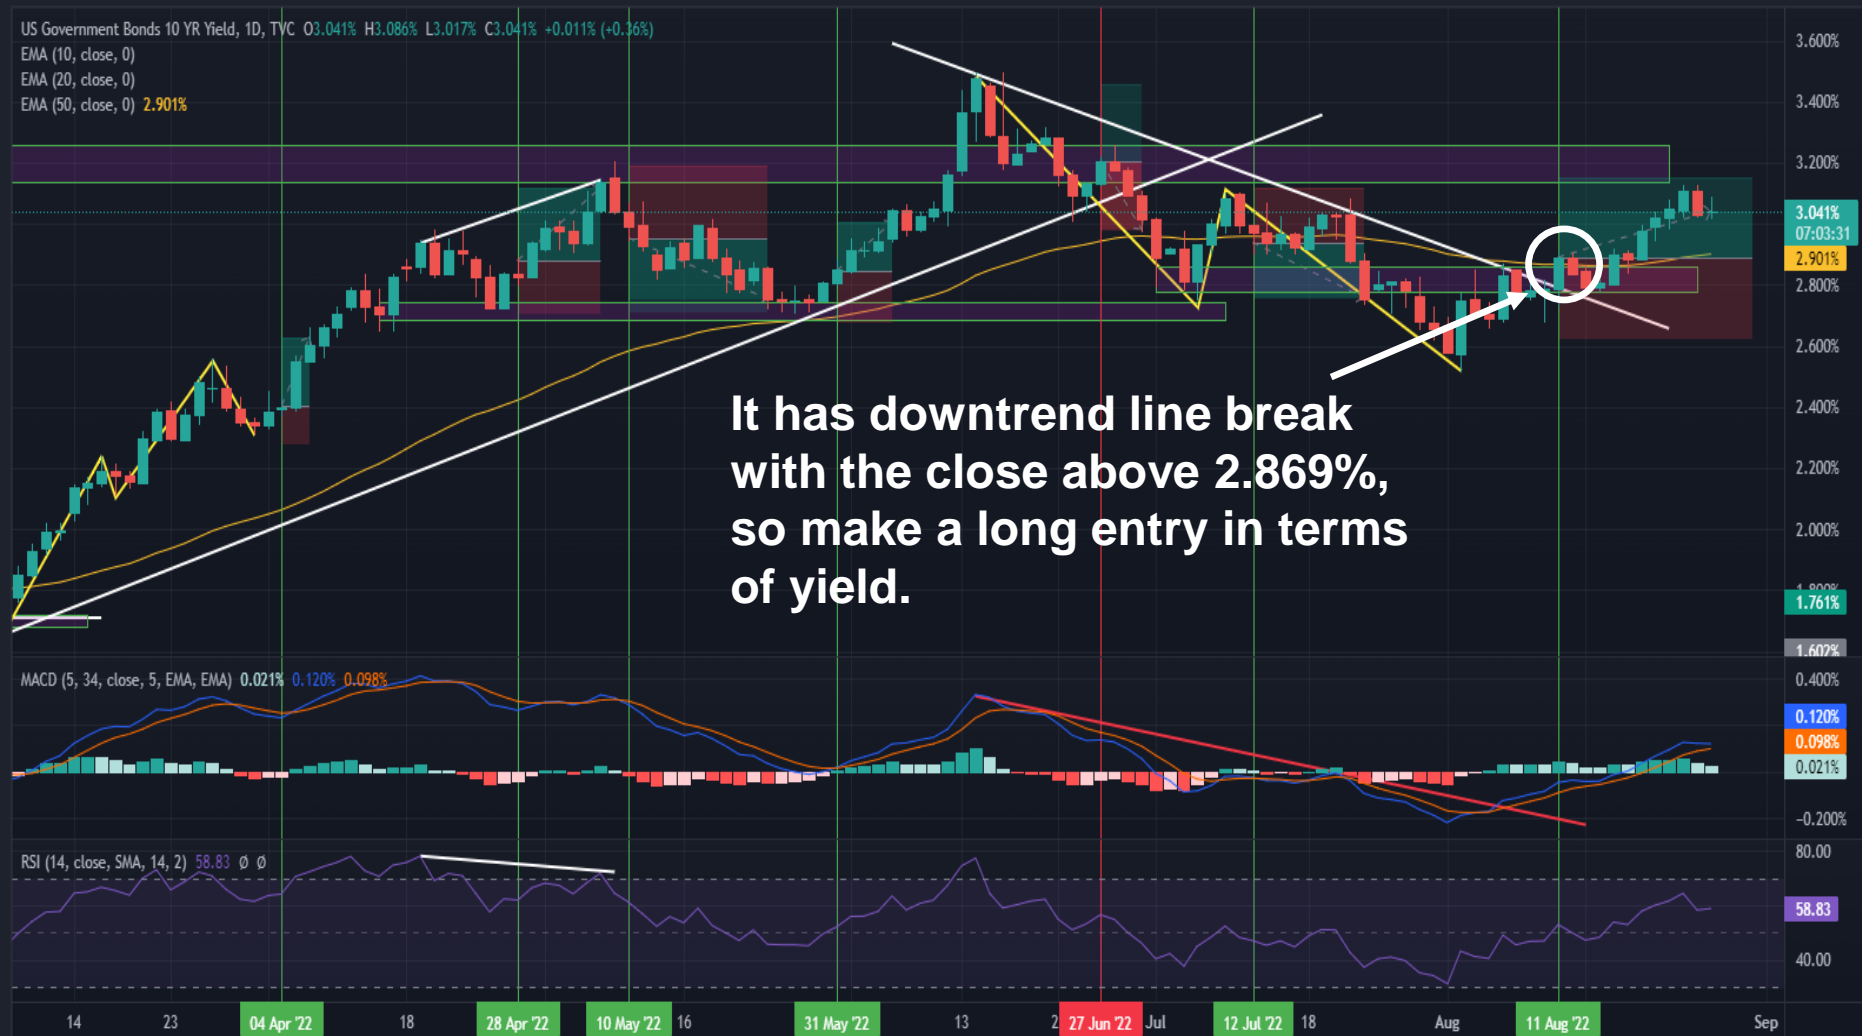 US Government Bonds 10 YR Yield, 1D, TVC O3.041% H3.086% L3.017% C3.041% +0.011% (+0.36%)
EMA (10, close, 0)
EMA (20, close, 0)
EMA (50, close, 0) 2.901%
3.600%
3.400%
3.200%
3.041%
07:03:31
2.901%
2.800%
2.600%
2.400%
2.200%
2.000%
1.800%
1.761%
1.602%
It has downtrend line break
with the close above 2.869%,
so make a long entry in terms
of yield.
MACD (5, 34, close, 5, EMA, EMA) 0.021% 0.120% 0.098%
0.400%
0.120%
0.098%
0.021%
−0.200%
RSI (14, close, SMA, 14, 2) 58.83 Ø Ø
80.00
58.83
40.00
14 23 04 Apr '22 18 28 Apr '22 10 May '22 16 31 May '22 13 2 27 Jun '22 Jul 12 Jul '22 18 Aug 11 Aug '22 Sep